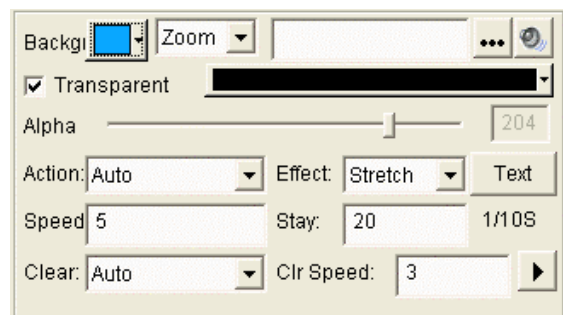 Backgr Zoom ...
Transparent
Alpha 204
Action: Auto Effect: Stretch Text
Speed 5 Stay: 20 1/10S
Clear: Auto Clr Speed: 3